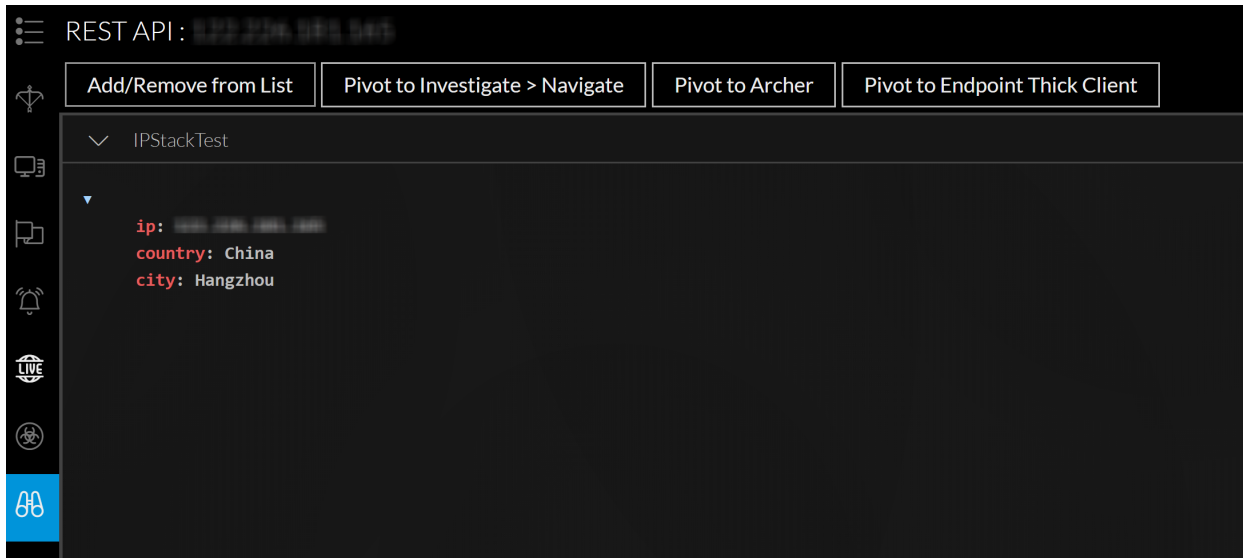 REST API :
Add/Remove from List
Pivot to Investigate > Navigate
Pivot to Archer
Pivot to Endpoint Thick Client
IPStackTest
ip:
country: China
city: Hangzhou
LIVE